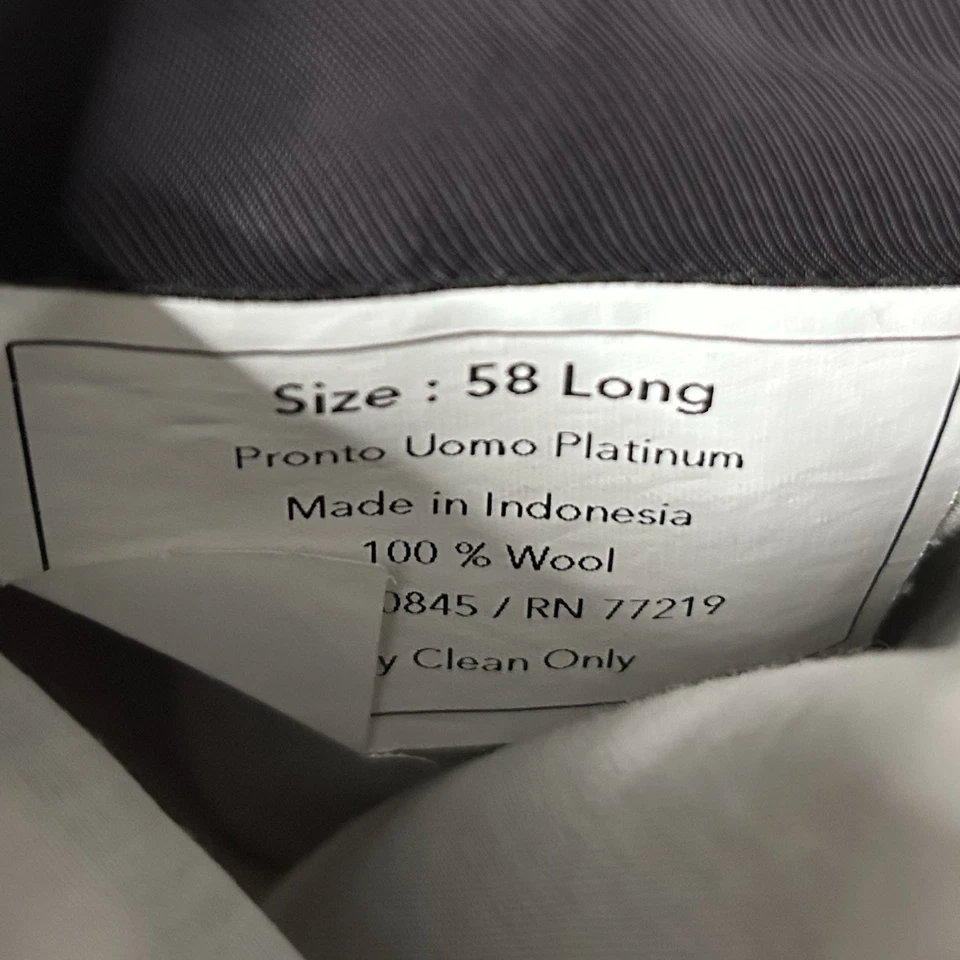 Size : 58 Long
Pronto Uomo Platinum
Made in Indonesia
100 % Wool
0845 / RN 77219
y Clean Only